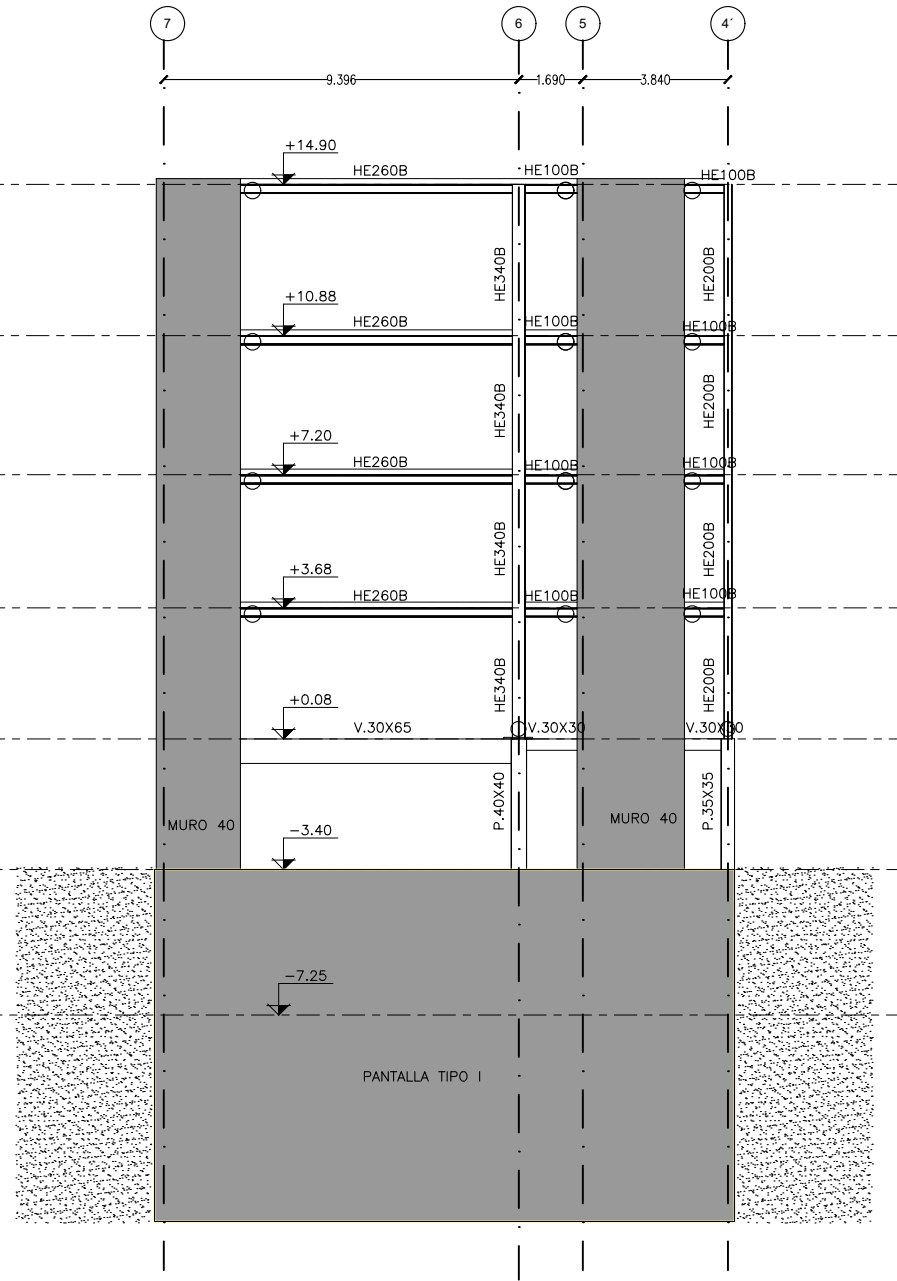 7 6 5 4'
9.396 1.690 3.840
+14.90
HE260B HE100B HE100B
HE340B HE200B
+10.88
HE260B HE100B HE100B
HE340B HE200B
+7.20
HE260B HE100B HE100B
HE340B HE200B
+3.68
HE260B HE100B HE100B
HE340B HE200B
+0.08
V.30X65 V.30X30 V.30X30
P.40X40 P.35X35
MURO 40 MURO 40
-3.40
-7.25
PANTALLA TIPO I